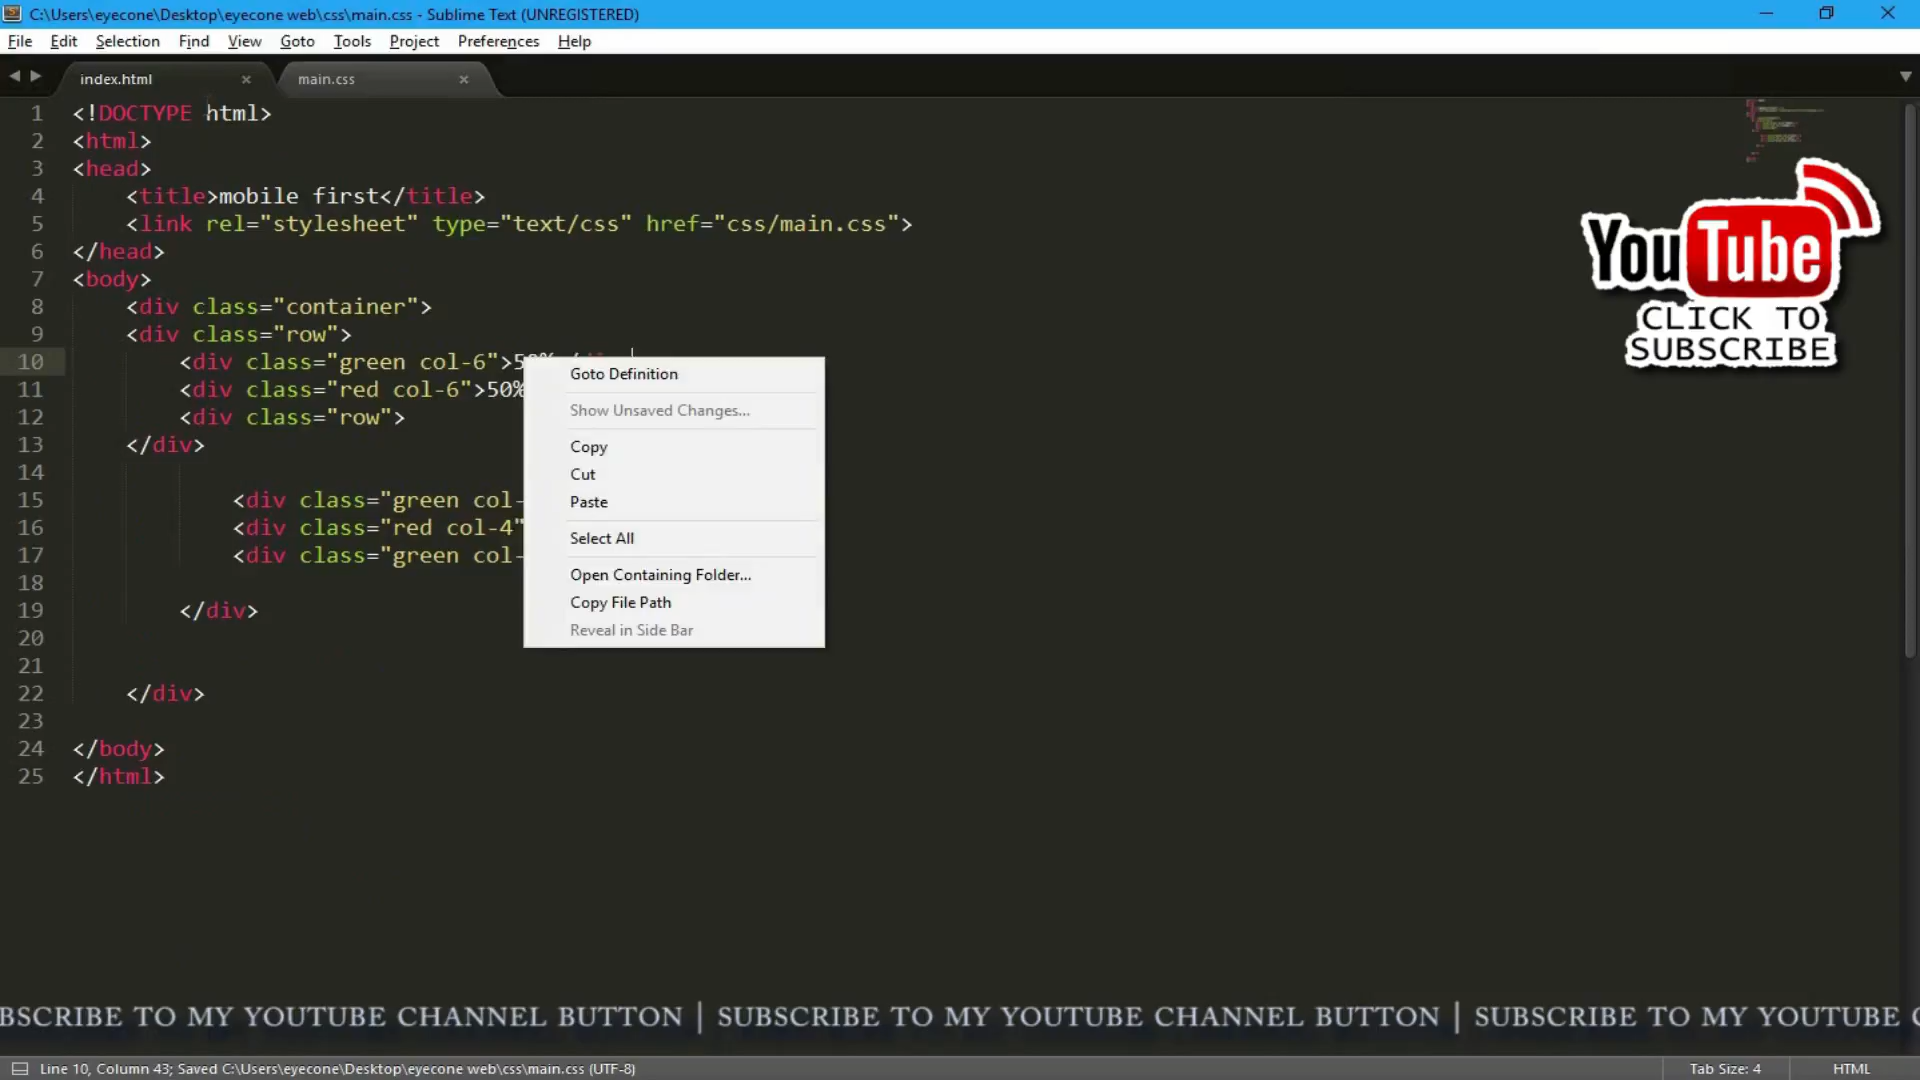 C:\Users\eyecone\Desktop\eyecone web\css\main.css - Sublime Text (UNREGISTERED)
File Edit Selection Find View Goto Tools Project Preferences Help
index.html × main.css ×
1 <!DOCTYPE html>
2 <html>
3 <head>
4 <title>mobile first</title>
5 <link rel="stylesheet" type="text/css" href="css/main.css">
6 </head>
7 <body>
8 <div class="container">
9 <div class="row">
10 <div class="green col-6">
11 <div class="red col-6">50%
12 <div class="row">
13 </div>
14
15 <div class="green col-
16 <div class="red col-4"
17 <div class="green col-
18
19 </div>
20
21
22 </div>
23
24 </body>
25 </html>
Goto Definition
Show Unsaved Changes...
Copy
Cut
Paste
Select All
Open Containing Folder...
Copy File Path
Reveal in Side Bar
YouTube
CLICK TO
SUBSCRIBE
BSCRIBE TO MY YOUTUBE CHANNEL BUTTON | SUBSCRIBE TO MY YOUTUBE CHANNEL BUTTON | SUBSCRIBE TO MY YOUTUBE C
Line 10, Column 43; Saved C:\Users\eyecone\Desktop\eyecone web\css\main.css (UTF-8) Tab Size: 4 HTML